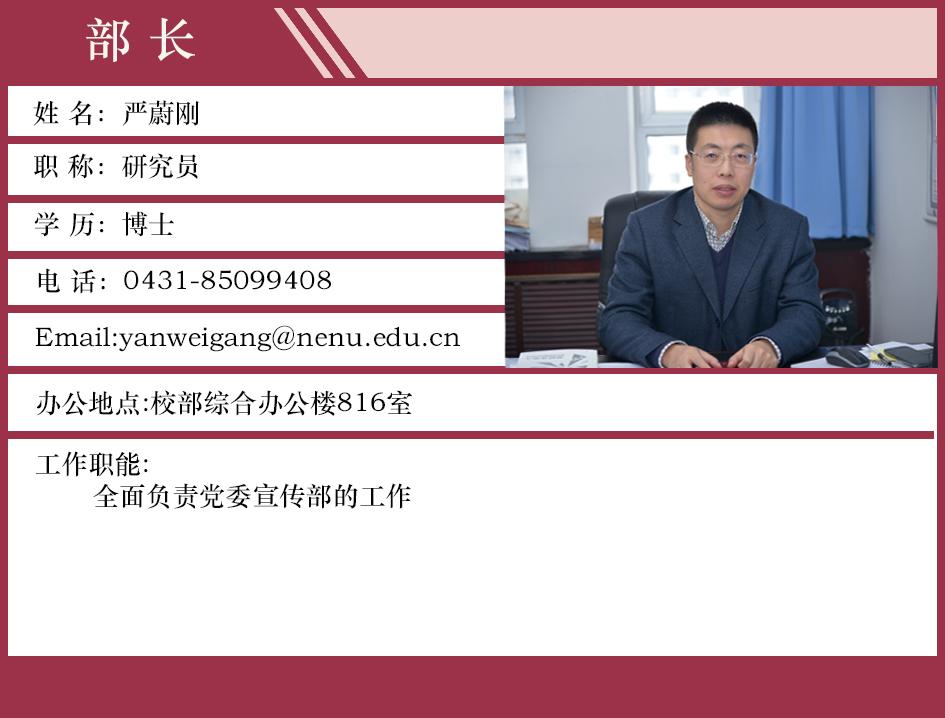 部 长
姓 名：严蔚刚
职 称：研究员
学 历：博士
电 话：0431-85099408
Email:yanweigang@nenu.edu.cn
办公地点:校部综合办公楼816室
工作职能:
全面负责党委宣传部的工作